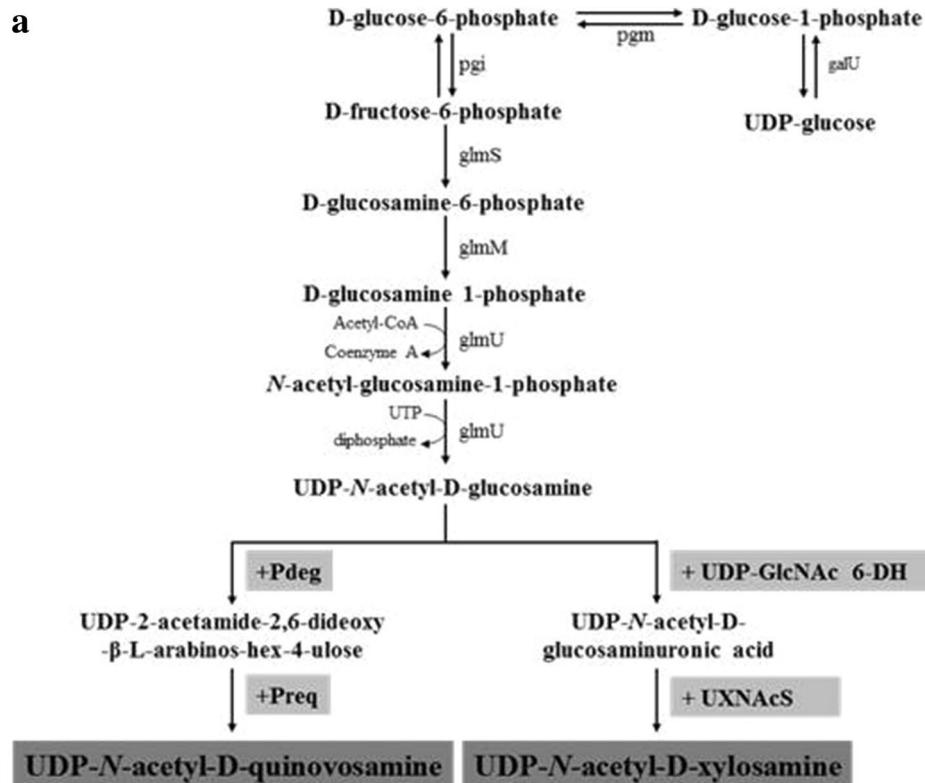 a
D-glucose-6-phosphate
D-glucose-1-phosphate
pgm
pgi
galU
D-fructose-6-phosphate
UDP-glucose
glmS
D-glucosamine-6-phosphate
glmM
D-glucosamine 1-phosphate
Acetyl-CoA
glmU
Coenzyme A
N-acetyl-glucosamine-1-phosphate
UTP
glmU
diphosphate
UDP-N-acetyl-D-glucosamine
+Pdeg
+ UDP-GlcNAc 6-DH
UDP-2-acetamide-2,6-dideoxy
-β-L-arabinos-hex-4-ulose
UDP-N-acetyl-D-
glucosaminuronic acid
+Preq
+ UXNAcS
UDP-N-acetyl-D-quinovosamine
UDP-N-acetyl-D-xylosamine